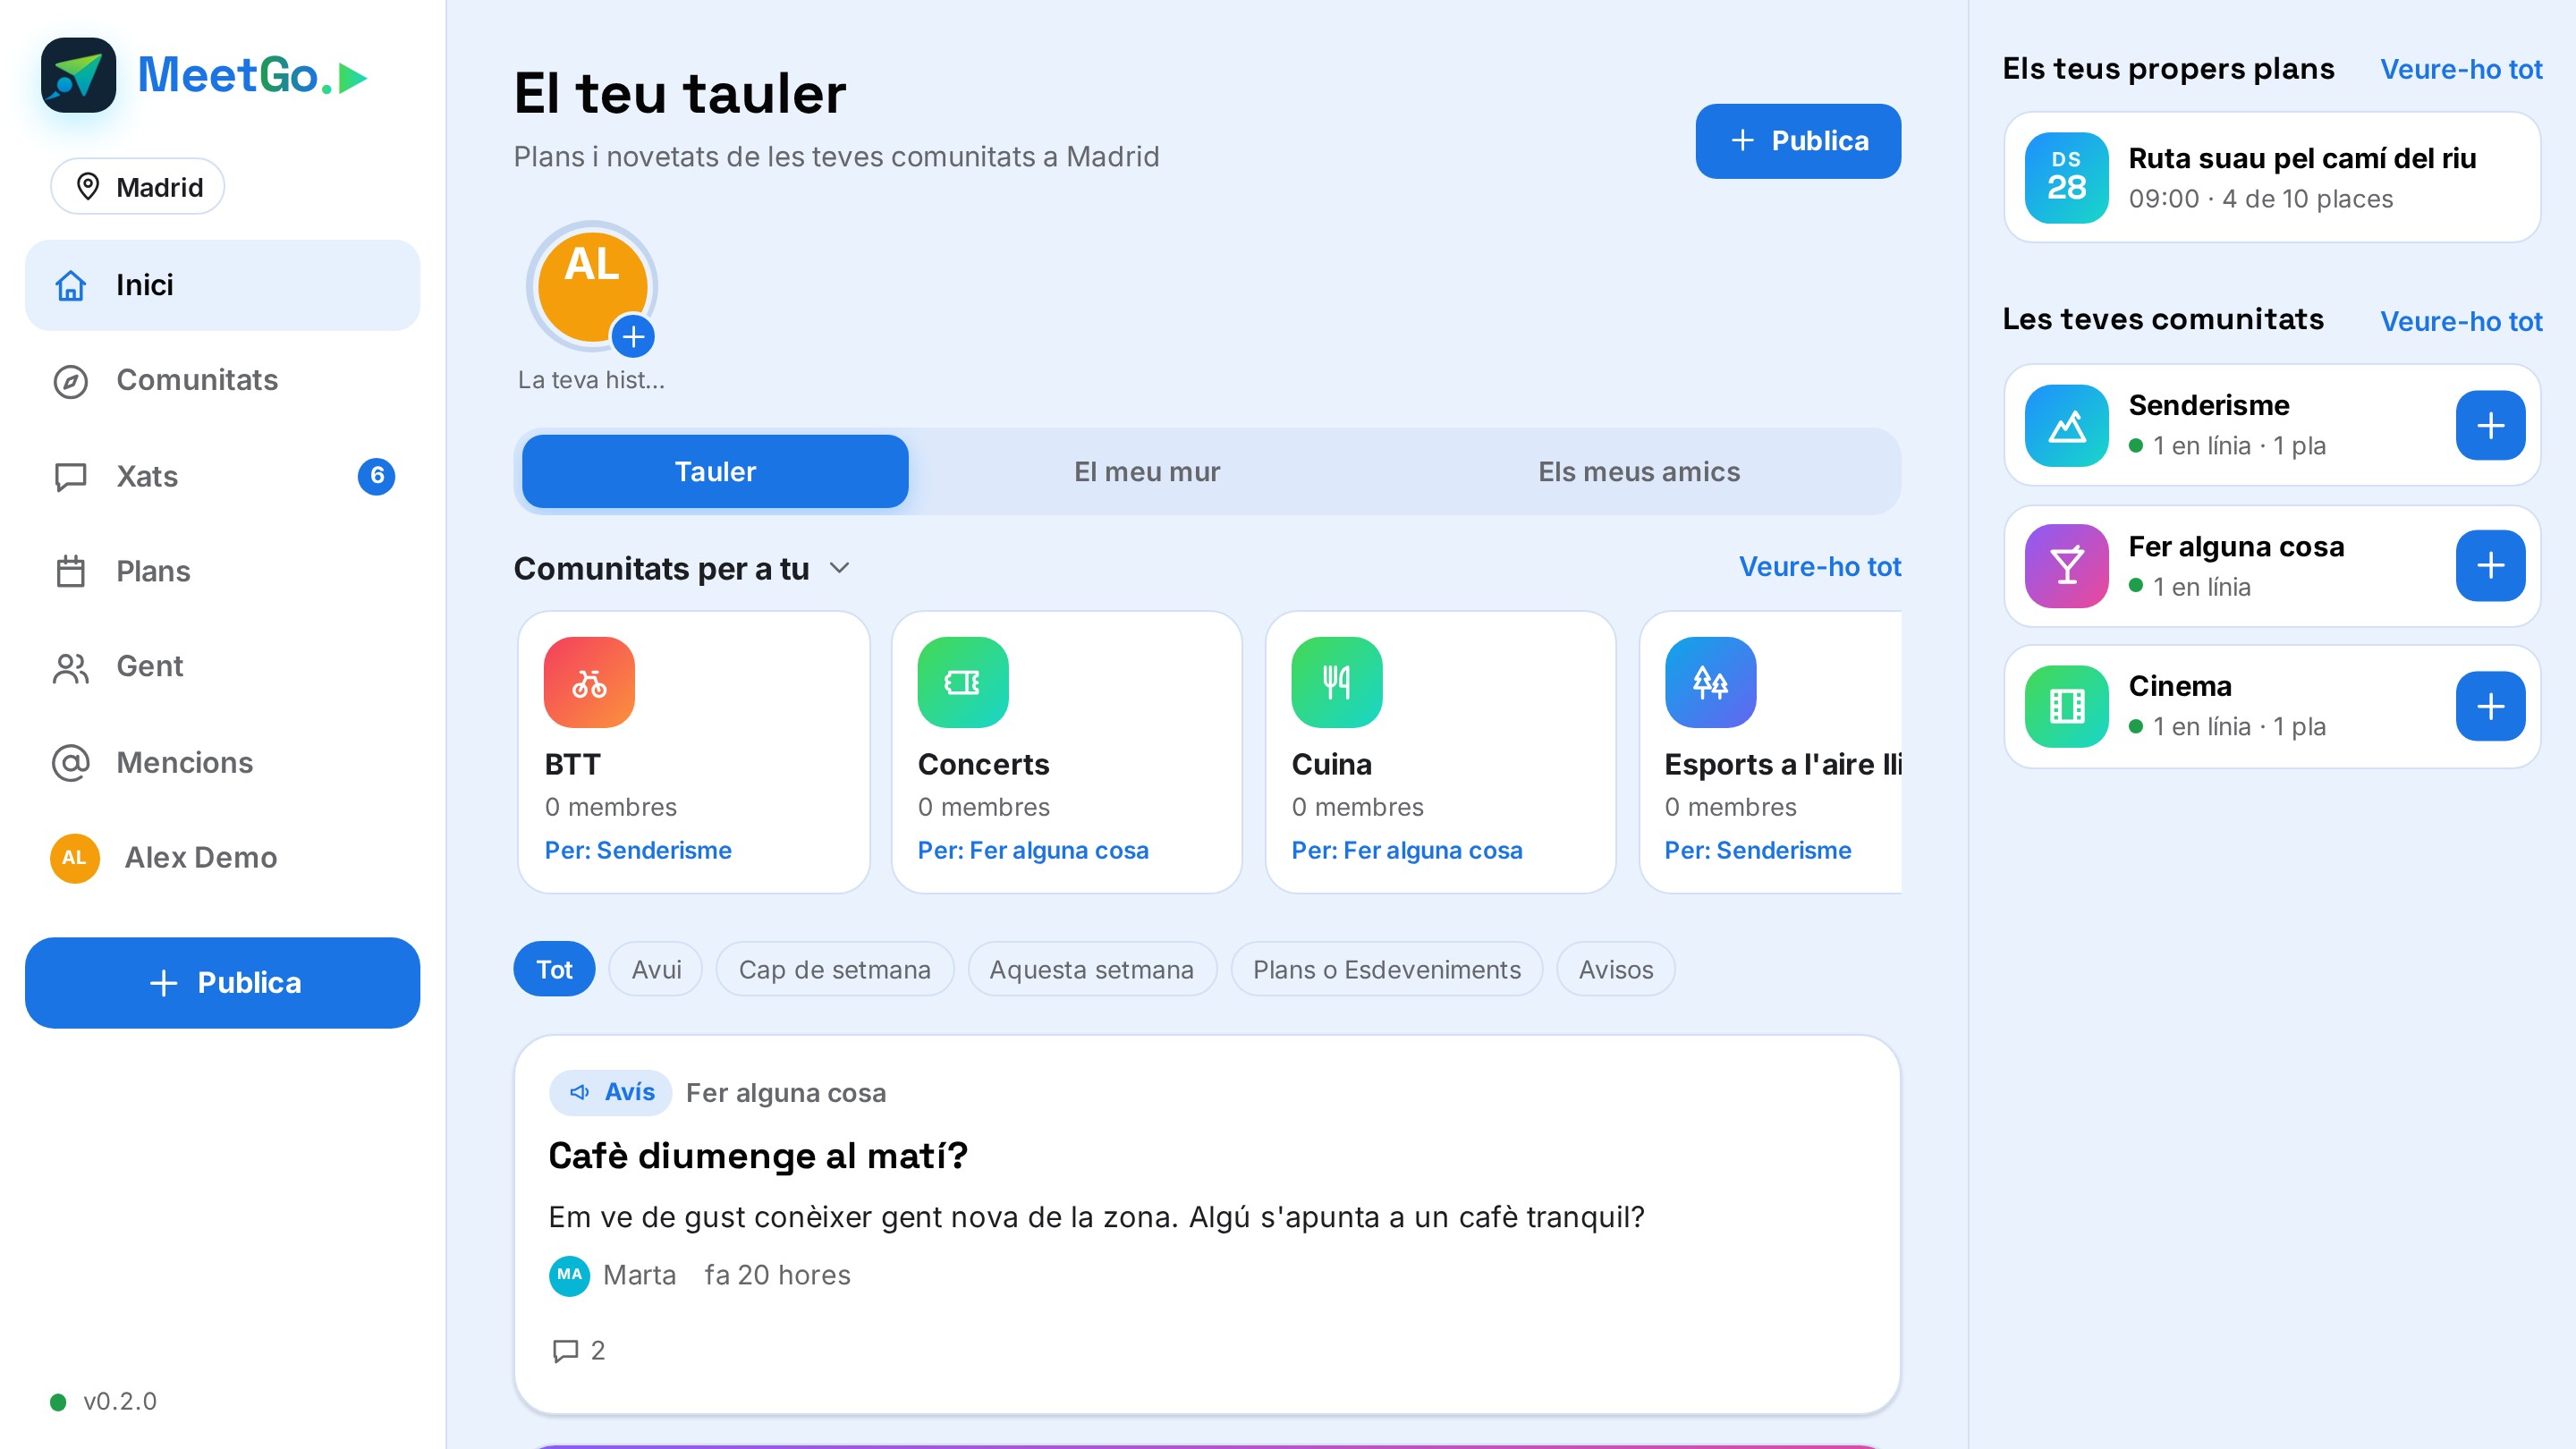 MeetGo.
Madrid
Inici
Comunitats
Xats
6
Plans
Gent
Mencions
AL
Alex Demo
Publica
v0.2.0
El teu tauler
Plans i novetats de les teves comunitats a Madrid
Publica
AL
La teva hist...
Tauler
El meu mur
Els meus amics
Comunitats per a tu
Veure-ho tot
BTT
0 membres
Per: Senderisme
Concerts
0 membres
Per: Fer alguna cosa
Cuina
0 membres
Per: Fer alguna cosa
Esports a l'aire lli
0 membres
Per: Senderisme
Tot
Avui
Cap de setmana
Aquesta setmana
Plans o Esdeveniments
Avisos
Avís
Fer alguna cosa
Cafè diumenge al matí?
Em ve de gust conèixer gent nova de la zona. Algú s'apunta a un cafè tranquil?
MA
Marta
fa 20 hores
2
Els teus propers plans
Veure-ho tot
DS
28
Ruta suau pel camí del riu
09:00 · 4 de 10 places
Les teves comunitats
Veure-ho tot
Senderisme
1 en línia · 1 pla
Fer alguna cosa
1 en línia
Cinema
1 en línia · 1 pla